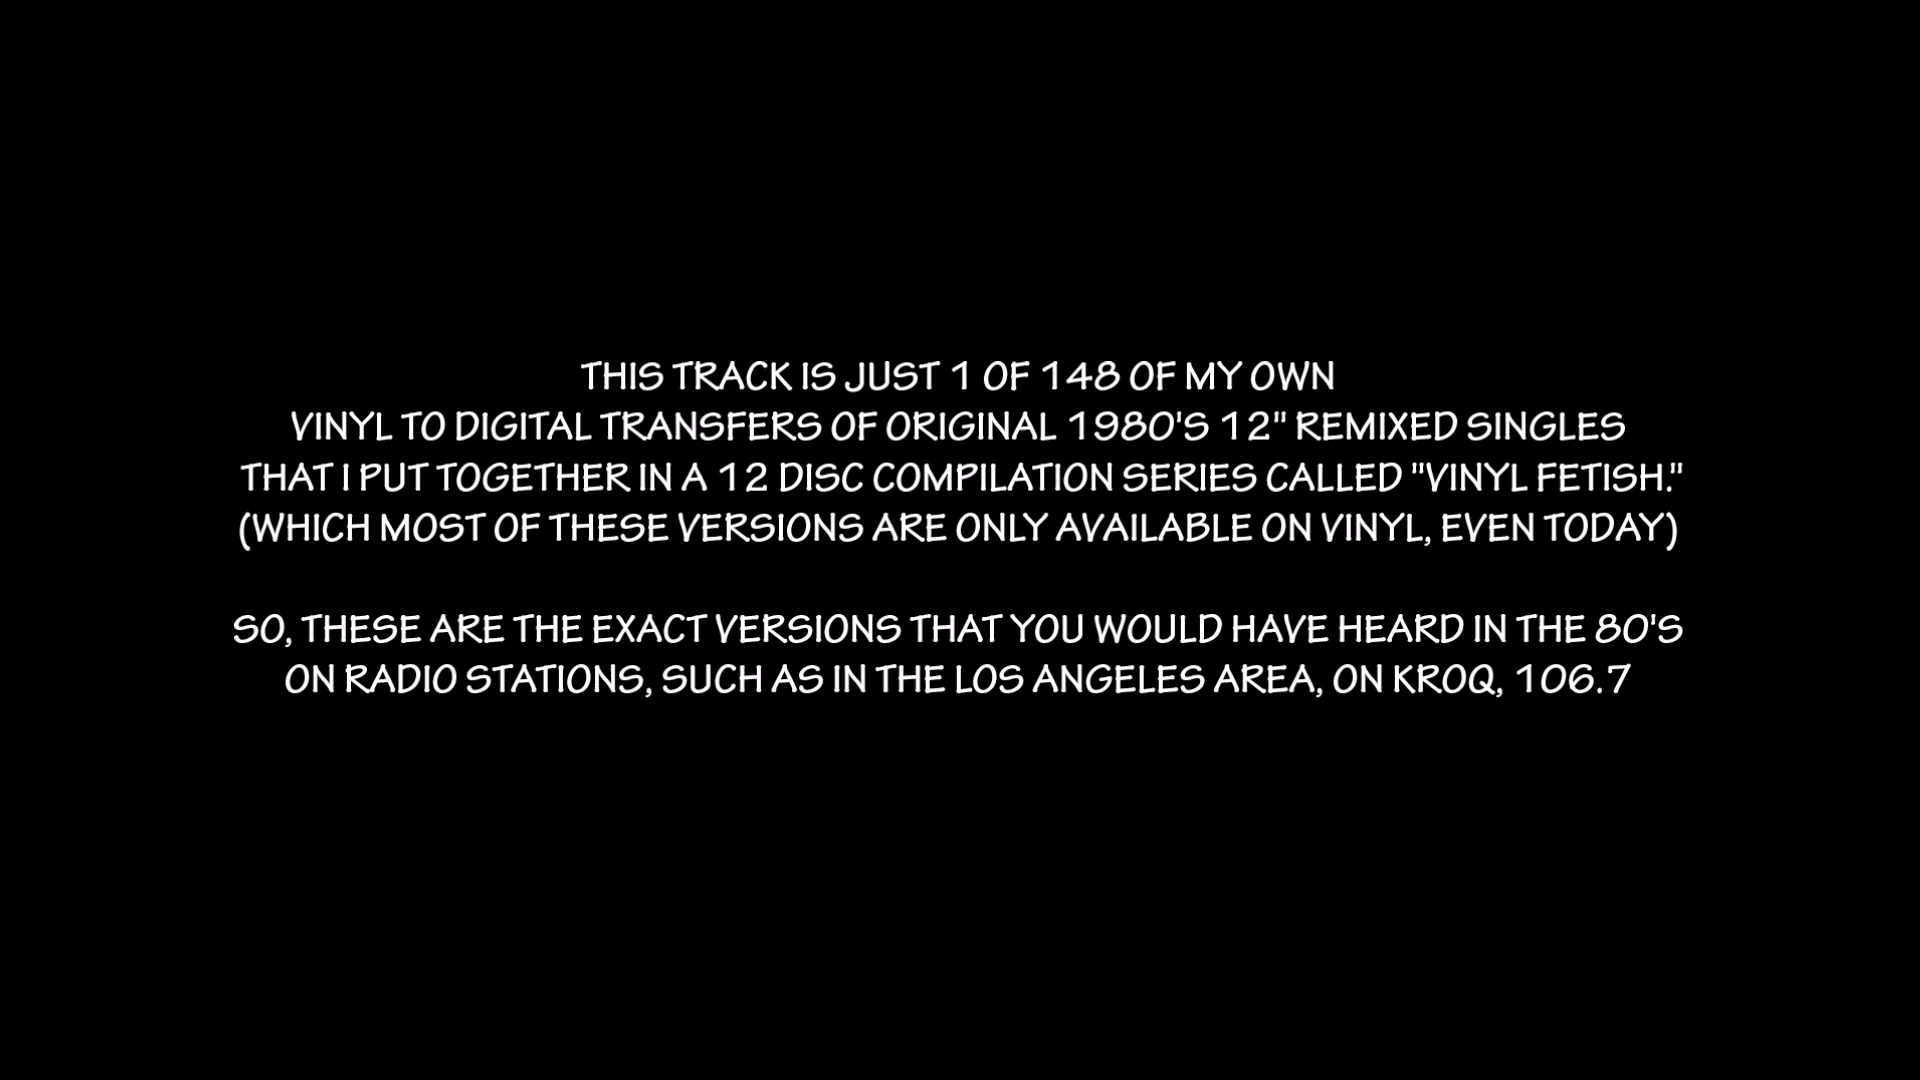 THIS TRACK IS JUST 1 OF 148 OF MY OWN
VINYL TO DIGITAL TRANSFERS OF ORIGINAL 1980'S 12" REMIXED SINGLES
THAT I PUT TOGETHER IN A 12 DISC COMPILATION SERIES CALLED "VINYL FETISH."
(WHICH MOST OF THESE VERSIONS ARE ONLY AVAILABLE ON VINYL, EVEN TODAY)
SO, THESE ARE THE EXACT VERSIONS THAT YOU WOULD HAVE HEARD IN THE 80'S
ON RADIO STATIONS, SUCH AS IN THE LOS ANGELES AREA, ON KROQ, 106.7